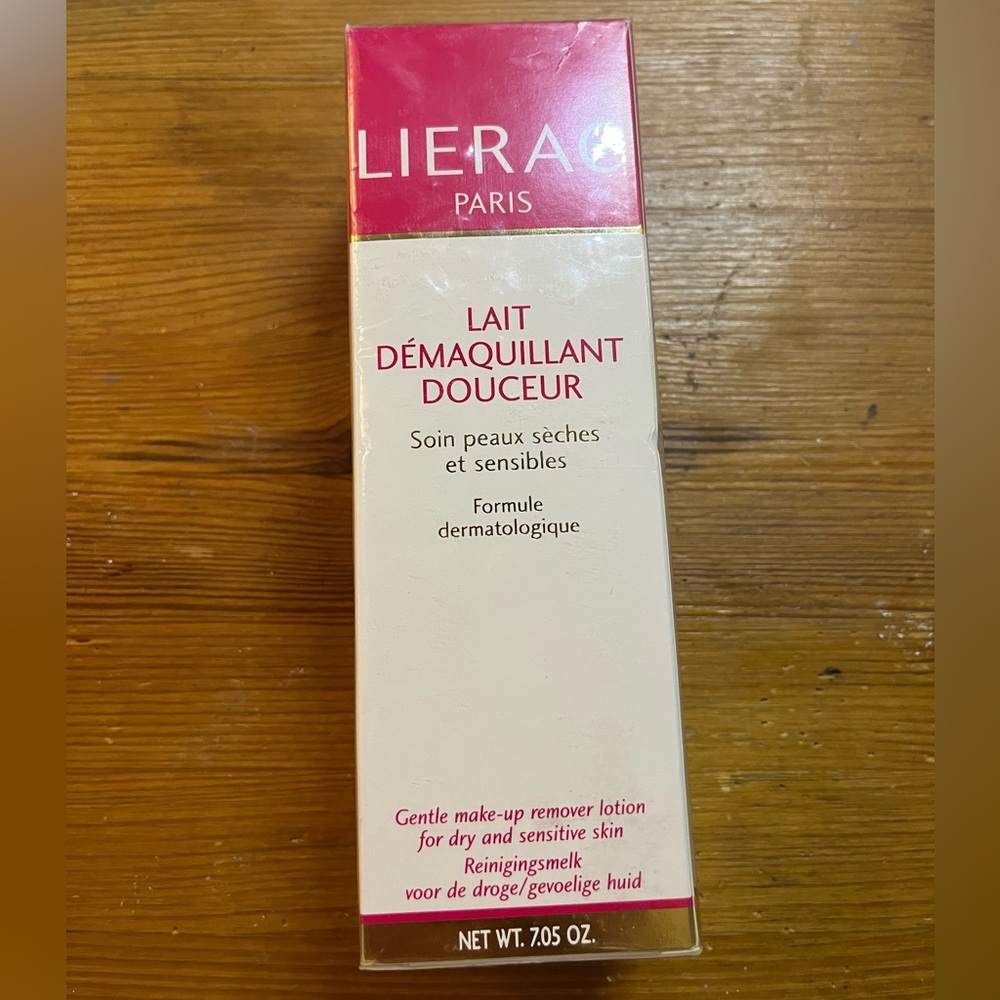 LIERAC
PARIS
LAIT
DÉMAQUILLANT
DOUCEUR
Soin peaux sèches
et sensibles
Formule
dermatologique
Gentle make-up remover lotion
for dry and sensitive skin
Reinigingsmelk
voor de droge/gevoelige huid
NET WT. 7.05 OZ.